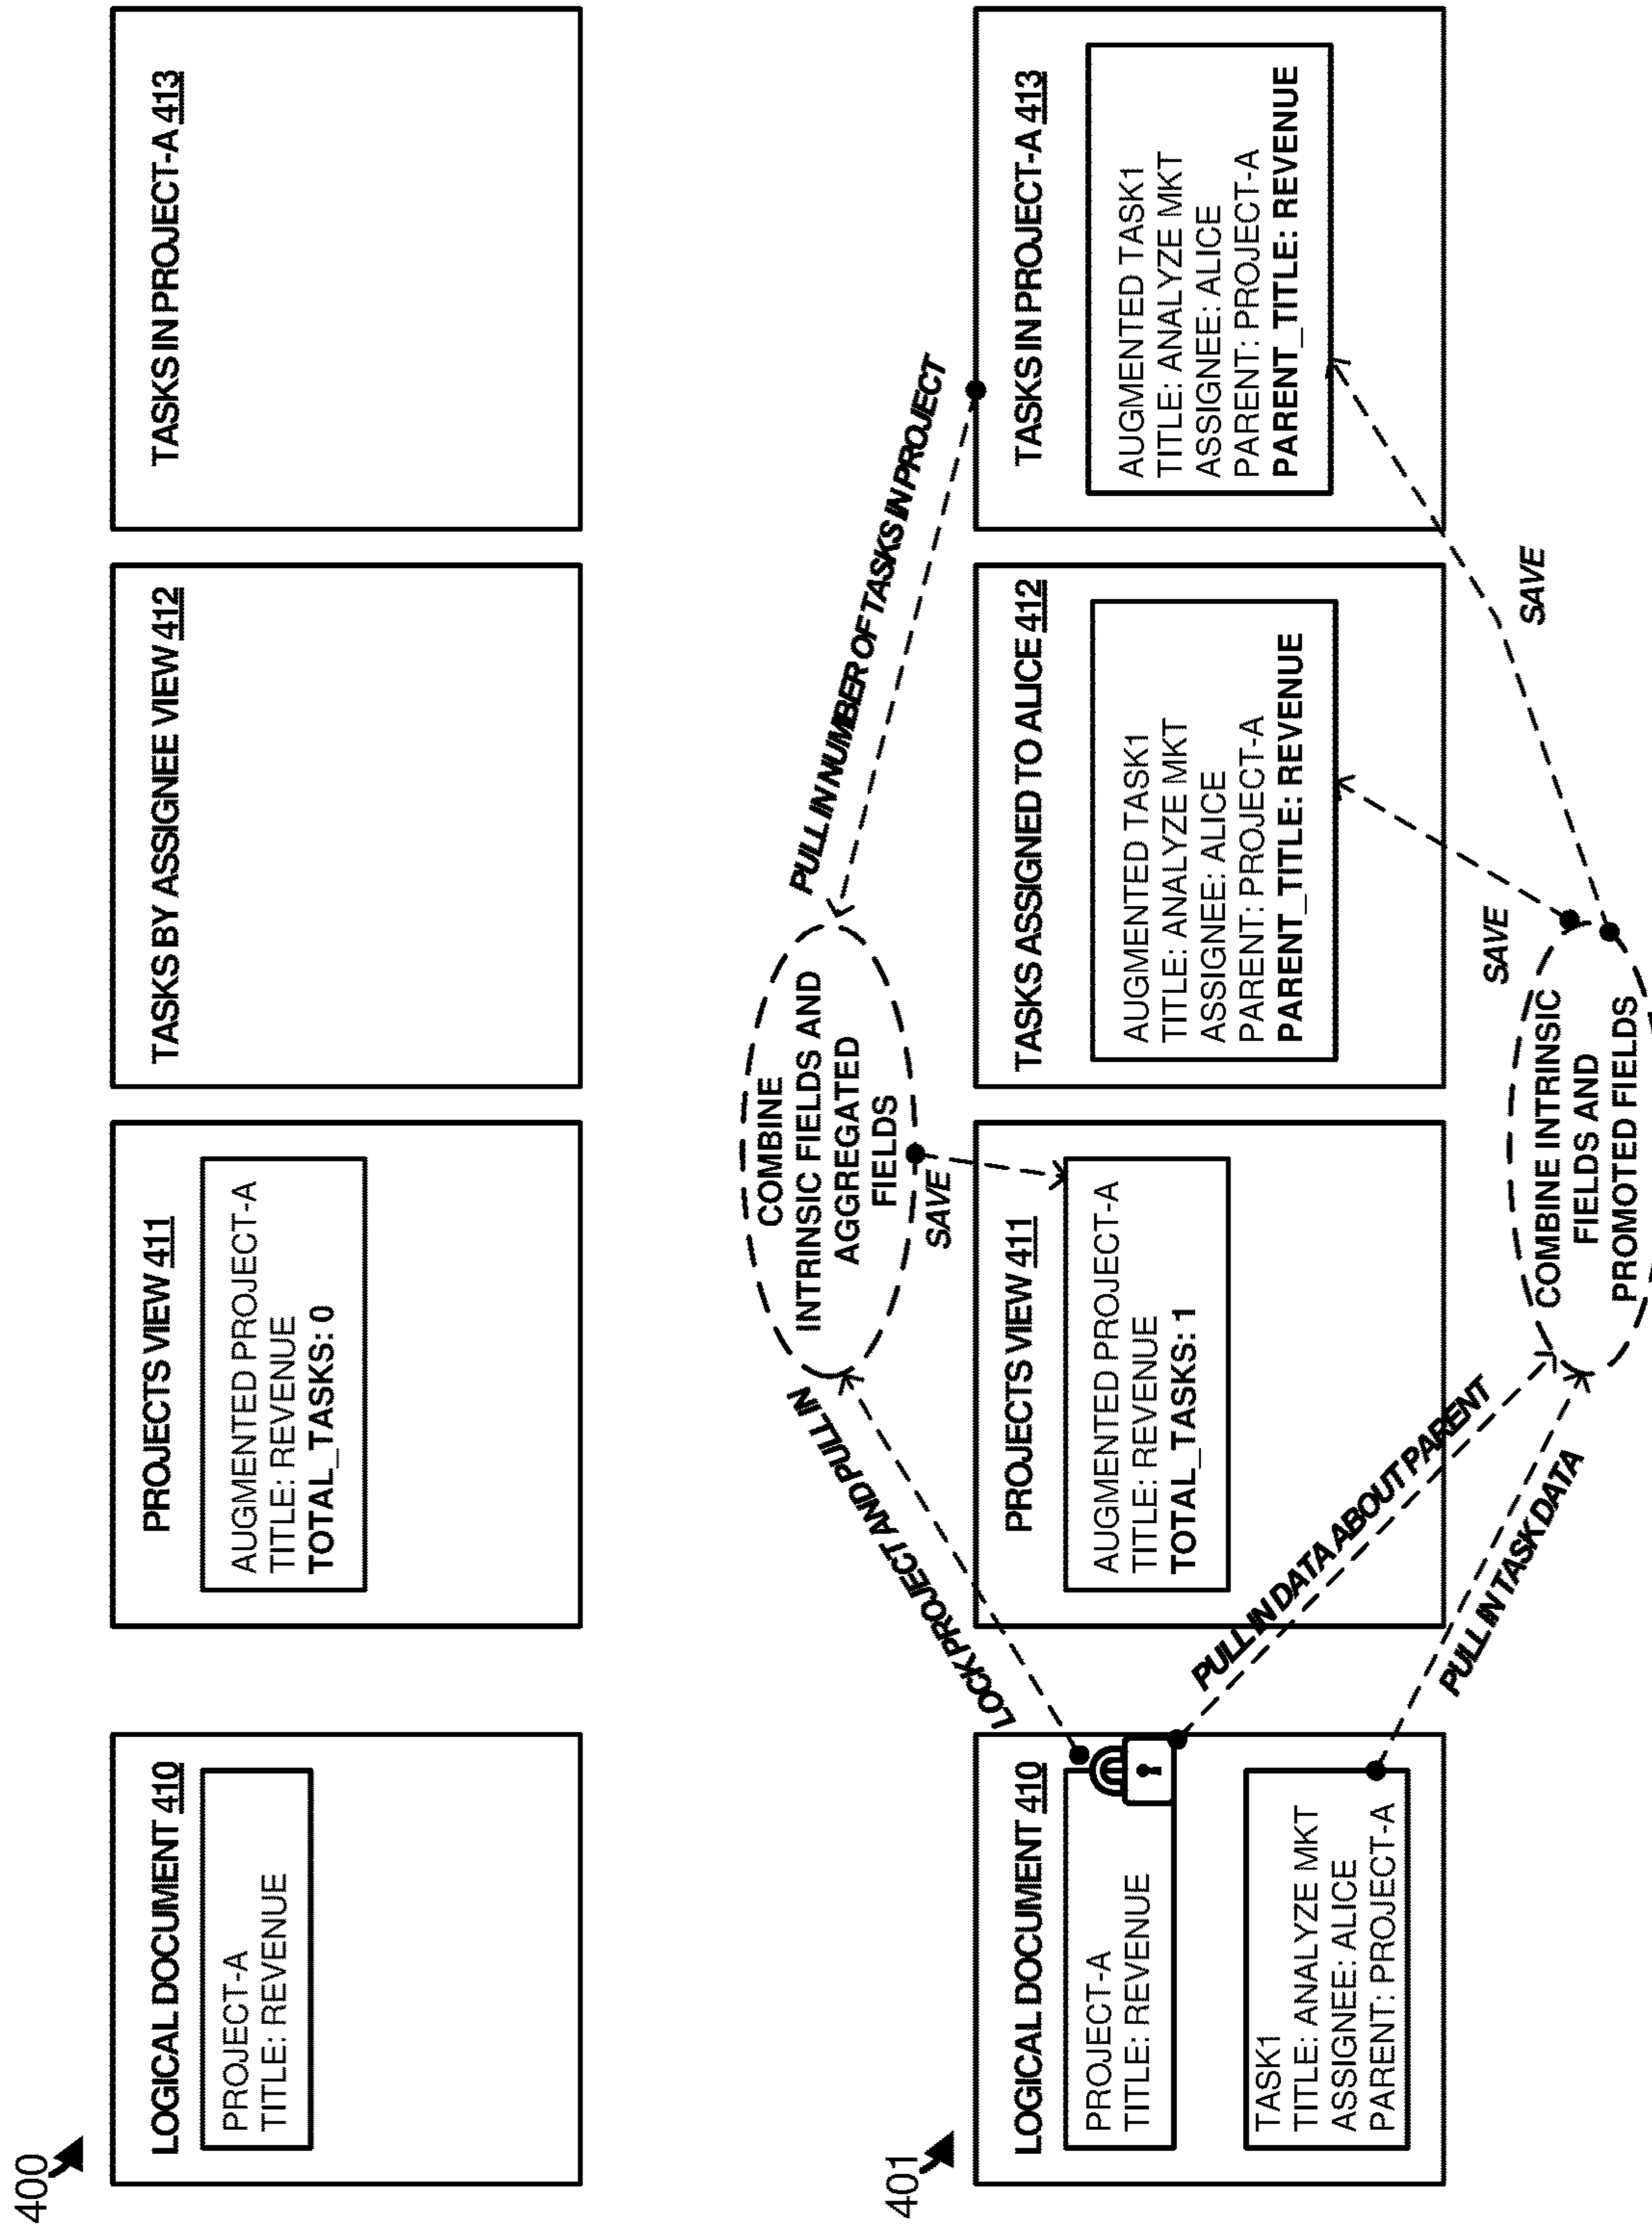 400
LOGICAL DOCUMENT 410
PROJECT-A
TITLE: REVENUE
PROJECTS VIEW 411
AUGMENTED PROJECT-A
TITLE: REVENUE
TOTAL_TASKS: 0
TASKS BY ASSIGNEE VIEW 412
TASKS IN PROJECT-A 413
401
LOCK PROJECT AND PULL IN
COMBINE
INTRINSIC FIELDS AND
AGGREGATED
FIELDS
PULL IN NUMBER OF TASKS IN PROJECT
SAVE
LOGICAL DOCUMENT 410
PROJECT-A
TITLE: REVENUE
TASK1
TITLE: ANALYZE MKT
ASSIGNEE: ALICE
PARENT: PROJECT-A
PROJECTS VIEW 411
AUGMENTED PROJECT-A
TITLE: REVENUE
TOTAL_TASKS: 1
TASKS ASSIGNED TO ALICE 412
AUGMENTED TASK1
TITLE: ANALYZE MKT
ASSIGNEE: ALICE
PARENT: PROJECT-A
PARENT_TITLE: REVENUE
TASKS IN PROJECT-A 413
AUGMENTED TASK1
TITLE: ANALYZE MKT
ASSIGNEE: ALICE
PARENT: PROJECT-A
PARENT_TITLE: REVENUE
PULL IN DATA ABOUT PARENT
PULL IN TASK DATA
COMBINE INTRINSIC
FIELDS AND
PROMOTED FIELDS
SAVE
SAVE